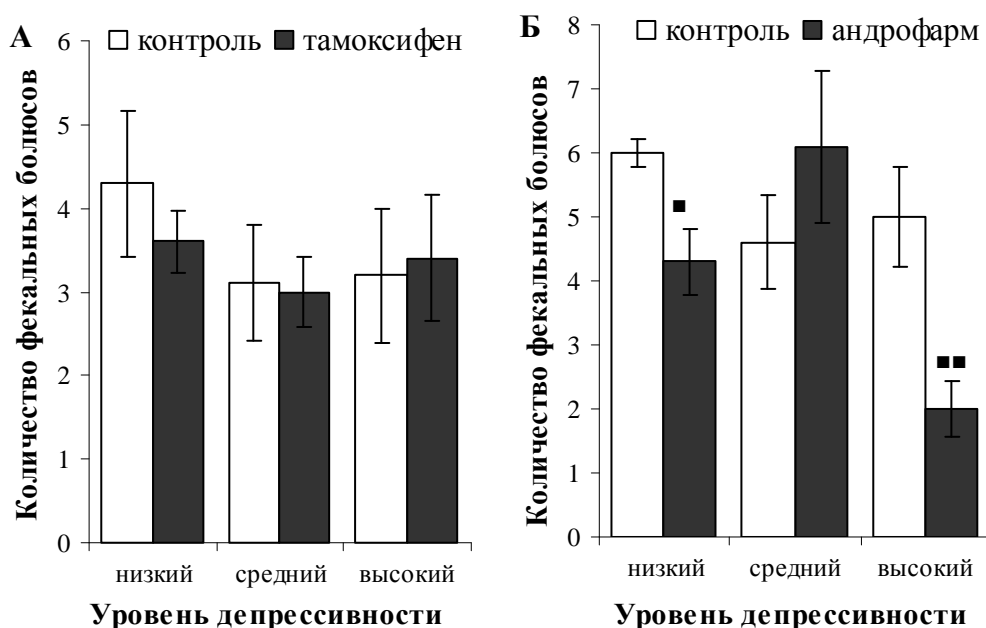 А
контроль тамоксифен
Количество фекальных болюсов
6
5
4
3
2
1
0
низкий средний высокий
Уровень депрессивности
Б
контроль андрофарм
Количество фекальных болюсов
8
7
6
5
4
3
2
1
0
низкий средний высокий
Уровень депрессивности